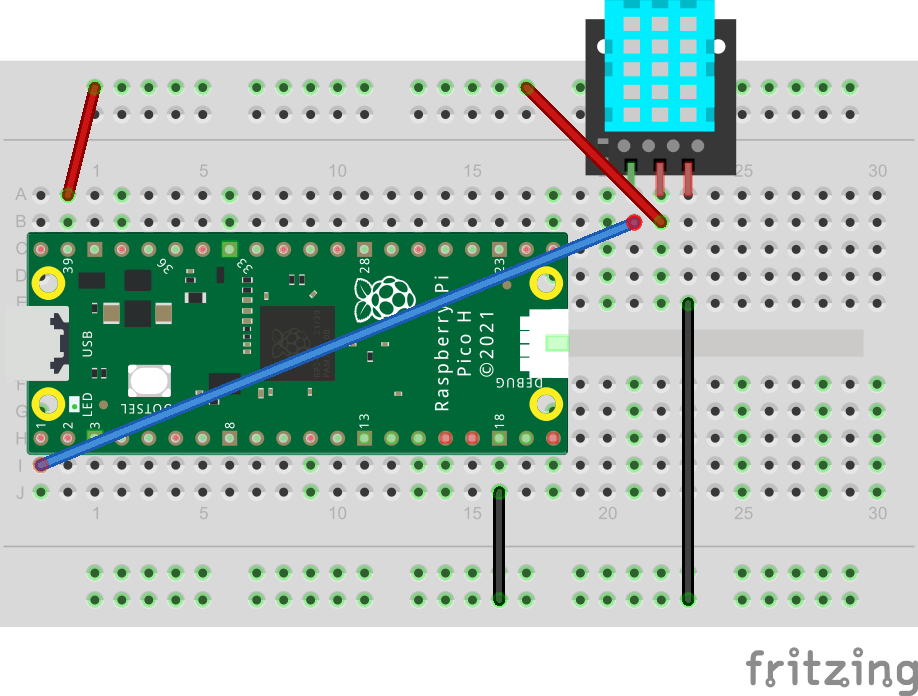 1 5 10 15 25 30
A
B
C
39 36 33 28 23
D
E
USB
Raspberry Pi
Pico H
©2021
DEBUG
F
G
LED
BOOTSEL
1 2 3 8 13 18
H
I
J
1 5 10 15 20 25 30
fritzing